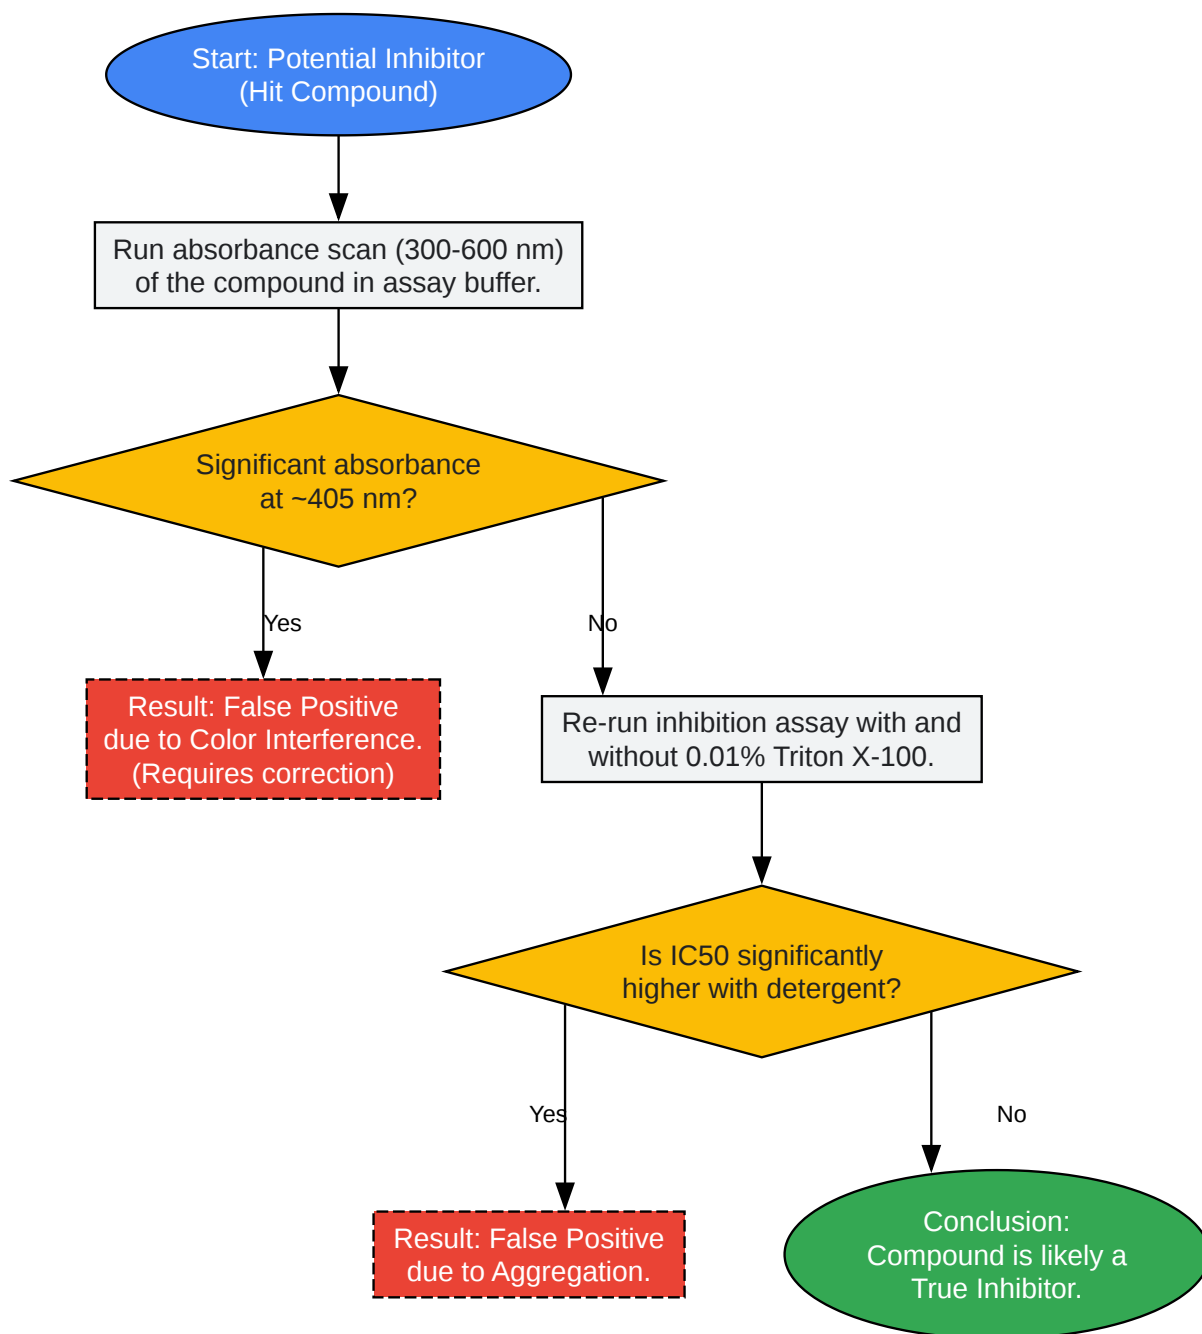 Start: Potential Inhibitor
(Hit Compound)
Run absorbance scan (300-600 nm)
of the compound in assay buffer.
Significant absorbance
at ~405 nm?
Yes
No
Result: False Positive
due to Color Interference.
(Requires correction)
Re-run inhibition assay with and
without 0.01% Triton X-100.
Is IC50 significantly
higher with detergent?
Yes
No
Result: False Positive
due to Aggregation.
Conclusion:
Compound is likely a
True Inhibitor.